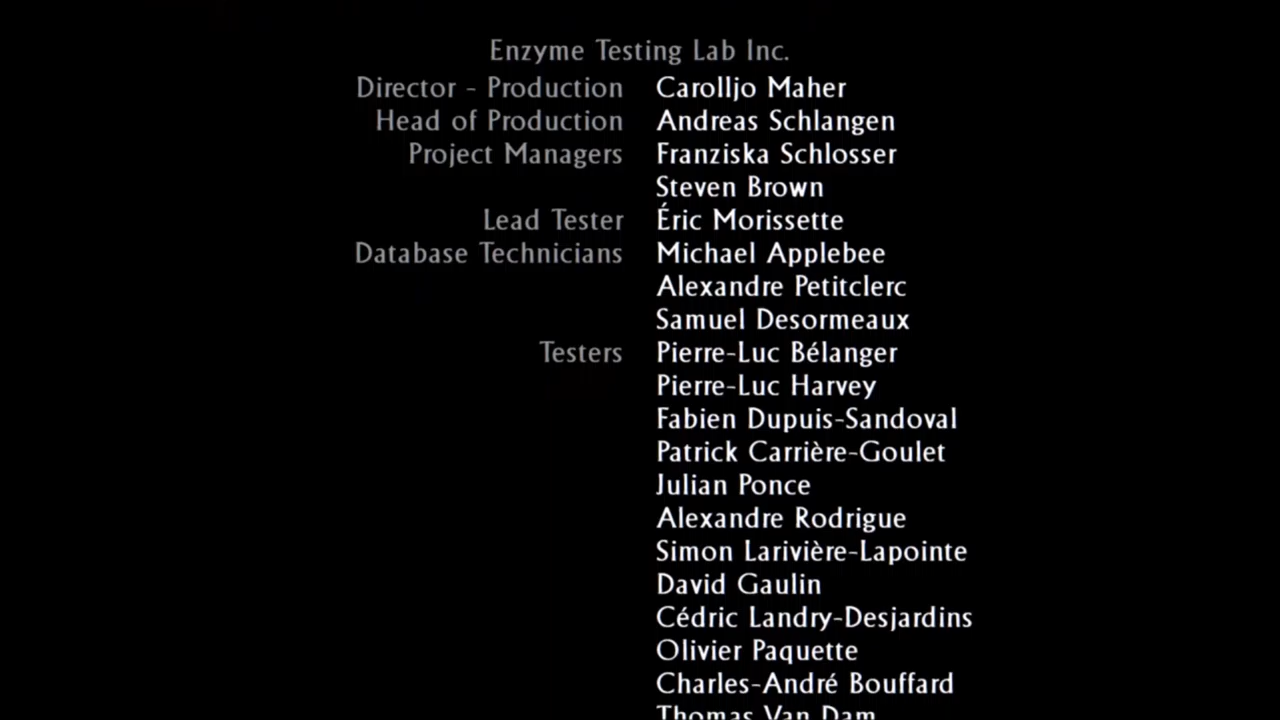 Enzyme Testing Lab Inc.
Director - Production Carolljo Maher
Head of Production Andreas Schlangen
Project Managers Franziska Schlosser
Steven Brown
Lead Tester Éric Morissette
Database Technicians Michael Applebee
Alexandre Petitclerc
Samuel Desormeaux
Testers Pierre-Luc Bélanger
Pierre-Luc Harvey
Fabien Dupuis-Sandoval
Patrick Carrière-Goulet
Julian Ponce
Alexandre Rodrigue
Simon Larivière-Lapointe
David Gaulin
Cédric Landry-Desjardins
Olivier Paquette
Charles-André Bouffard
Thomas Van Dam